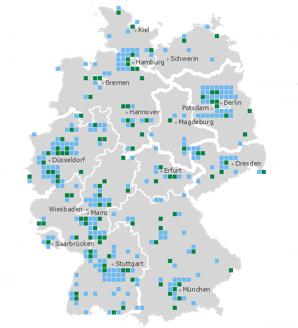 Kiel
Schwerin
Hamburg
Bremen
Berlin
Potsdam
Hannover
Magdeburg
Düsseldorf
Dresden
Erfurt
Wiesbaden
Mainz
Saarbrücken
Stuttgart
München